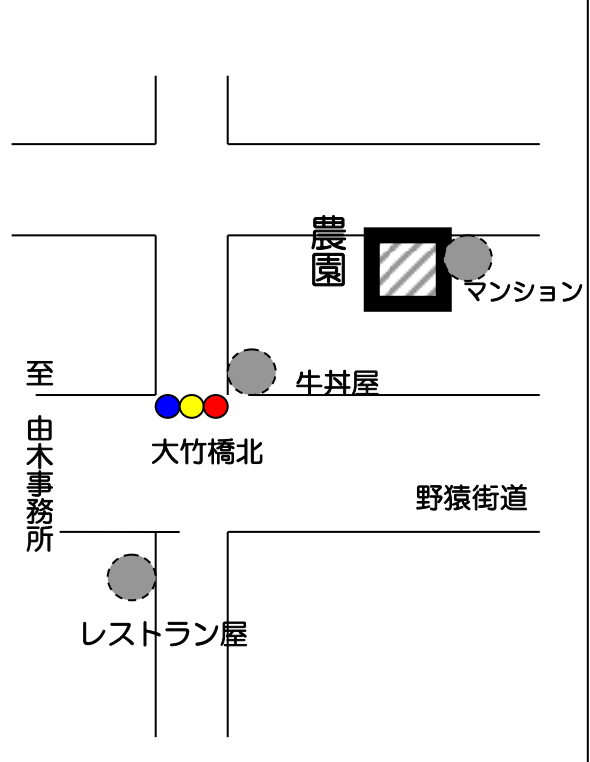 農園
マンション
牛丼屋
至 由木事務所
大竹橋北
野猿街道
レストラン屋